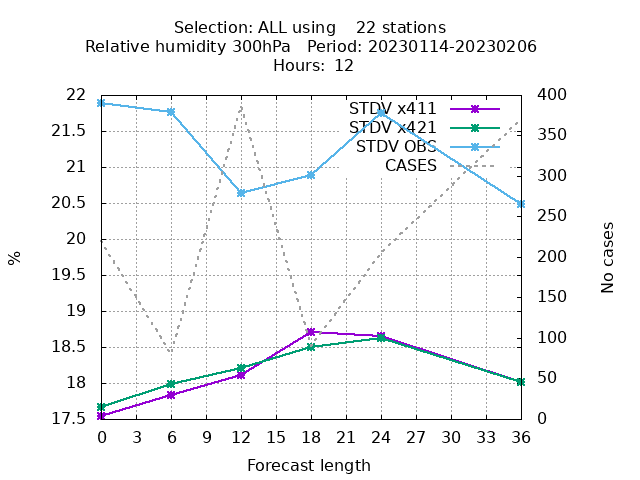 Selection: ALL using    22 stations
Relative humidity 300hPa   Period: 20230114-20230206
Hours:  12
STDV x411
STDV x421
STDV OBS
CASES
22
21.5
21
20.5
20
19.5
19
18.5
18
17.5
%
400
350
300
250
200
150
100
50
0
No cases
0 3 6 9 12 15 18 21 24 27 30 33 36
Forecast length